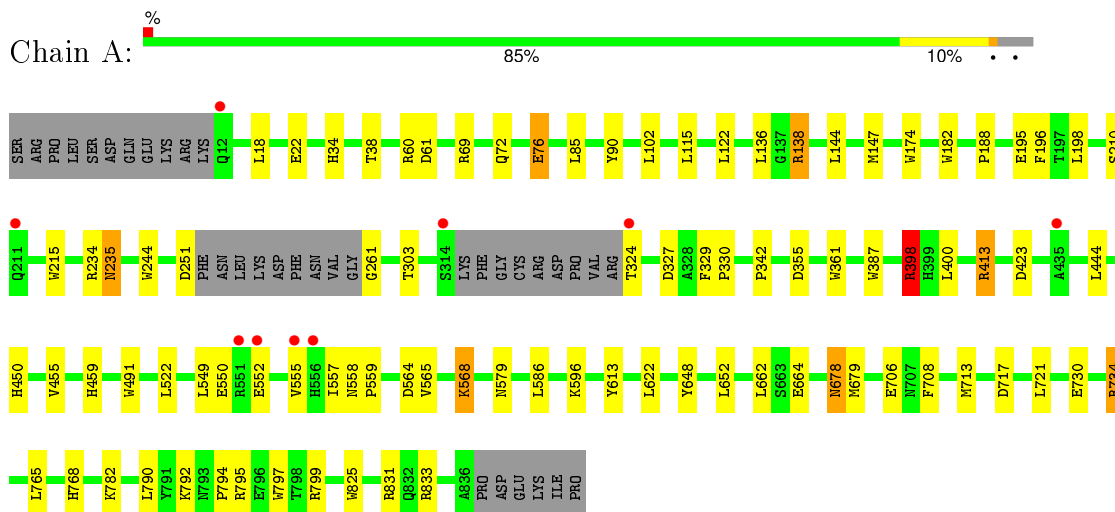 %
Chain A:
85% 10% • •
SER ARG PRO LEU SER ASP GLN GLU LYS ARG LYS Q12 L18 E22 H34 T38 R60 D61 R69 Q72 E76 L85 Y90 L102 L115 L122 L136 G137 R138 L144 M147 W174 W182 P188 E195 F196 T197 L198 S210
Q211 W215 R234 N235 W244 D251 PHE ASN LEU LYS ASP PHE ASN VAL GLY G261 T303 S314 LYS PHE GLY CYS ARG ASP PRO VAL ARG T324 D327 A328 F329 P330 P342 D355 W361 W387 R398 H399 L400 R413 D423 A435 L444
H450 V455 H459 W491 L522 L549 E550 R551 E552 V555 H556 I557 N558 P559 D564 V565 K568 N579 L586 K596 Y613 L622 Y648 L652 L662 S663 E664 N678 M679 E706 N707 F708 M713 D717 L721 E730 R734
L765 H768 K782 L790 Y791 K792 N793 P794 R795 E796 W797 T798 R799 W825 R831 Q832 R833 A836 PRO ASP GLU LYS ILE PRO